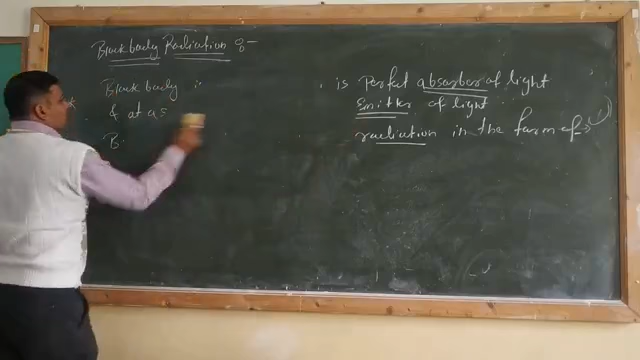 Black body Radiation :-
Black body is Perfect absorber of light
& at a s Emitter of light
B radiation in the form of